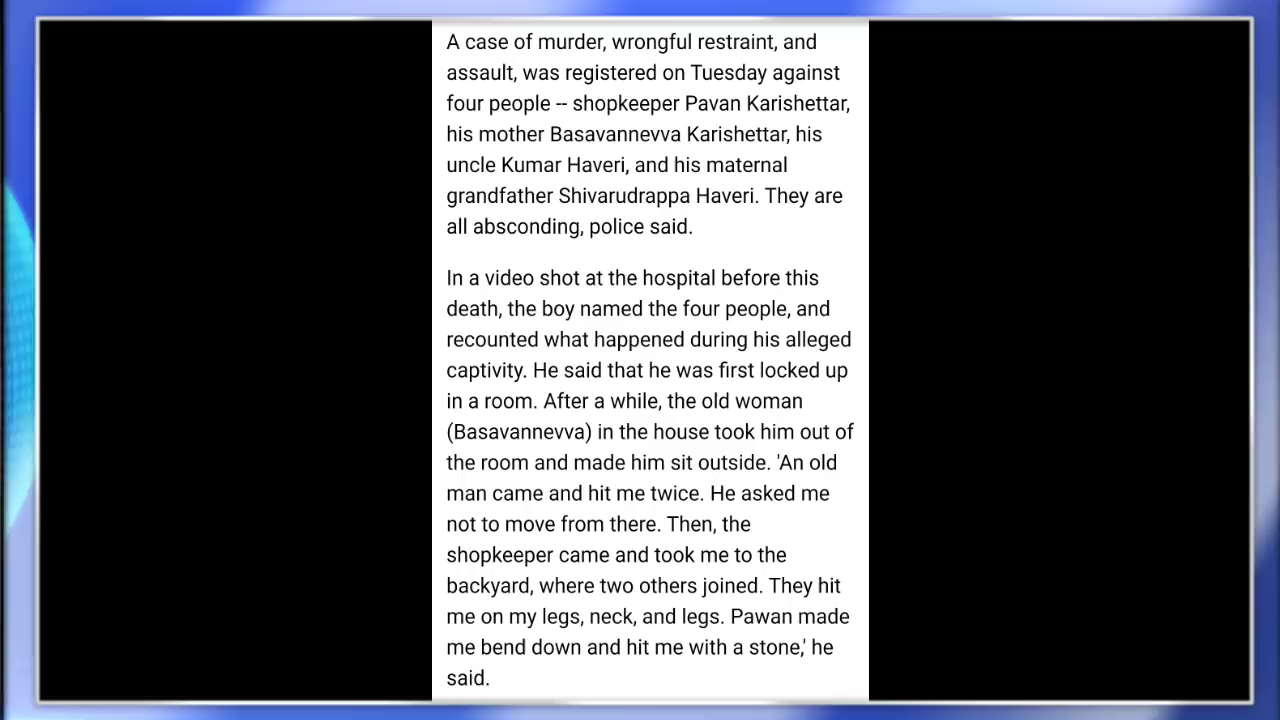 A case of murder, wrongful restraint, and
assault, was registered on Tuesday against
four people -- shopkeeper Pavan Karishettar,
his mother Basavannevva Karishettar, his
uncle Kumar Haveri, and his maternal
grandfather Shivarudrappa Haveri. They are
all absconding, police said.
In a video shot at the hospital before this
death, the boy named the four people, and
recounted what happened during his alleged
captivity. He said that he was first locked up
in a room. After a while, the old woman
(Basavannevva) in the house took him out of
the room and made him sit outside. 'An old
man came and hit me twice. He asked me
not to move from there. Then, the
shopkeeper came and took me to the
backyard, where two others joined. They hit
me on my legs, neck, and legs. Pawan made
me bend down and hit me with a stone,' he
said.